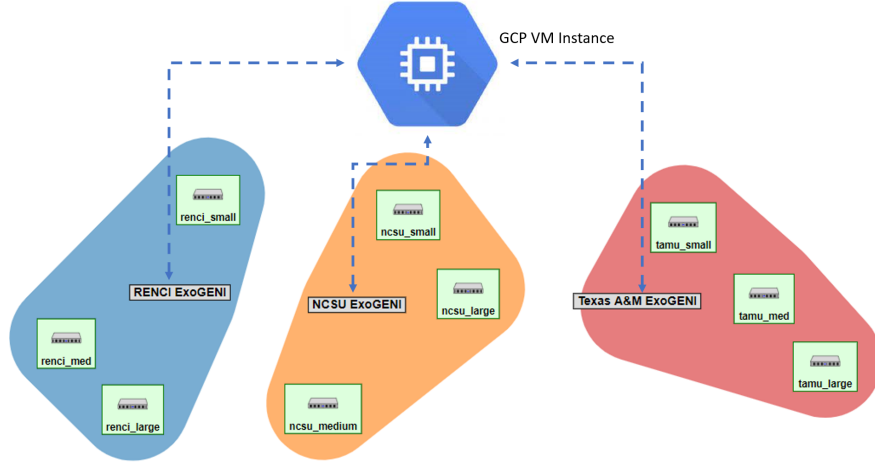 GCP VM Instance
renci_small
RENCI ExoGENI
renci_med
renci_large
ncsu_small
ncsu_large
NCSU ExoGENI
ncsu_medium
tamu_small
Texas A&M ExoGENI
tamu_med
tamu_large